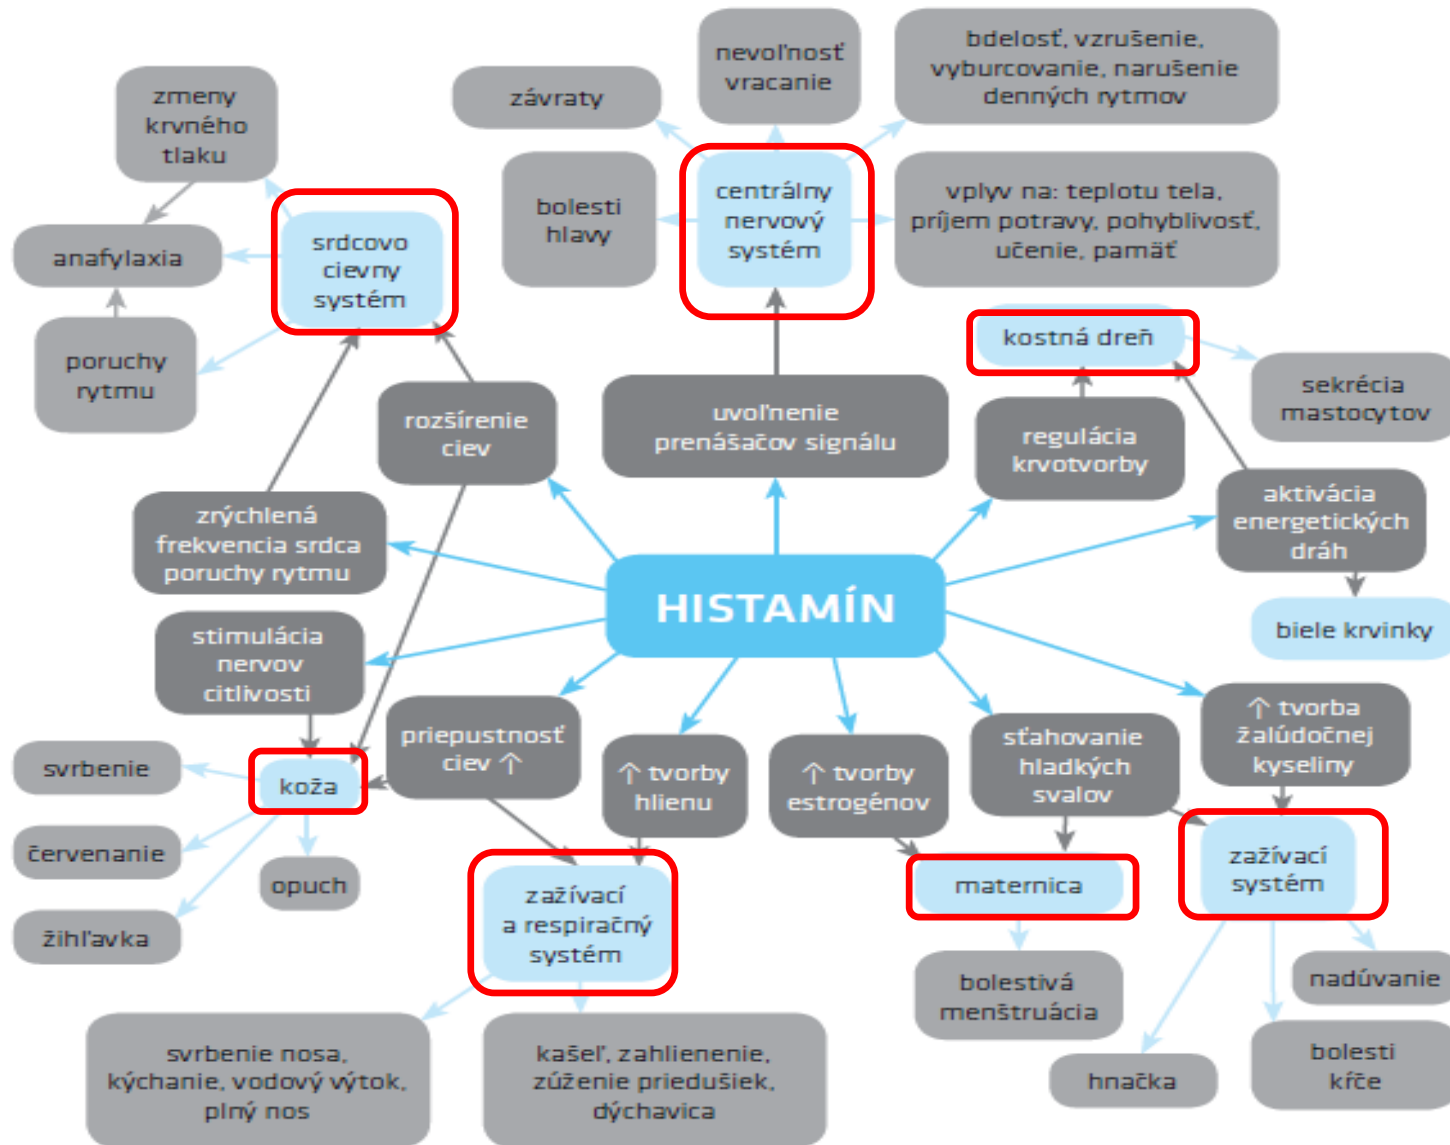 nevoľnosť
vracanie
bdelosť, vzrušenie,
vyburcovanie, narušenie
denných rytmov
závraty
zmeny
krvného
tlaku
bolesti
hlavy
centrálny
nervový
systém
vplyv na: teplotu tela,
príjem potravy, pohyblivosť,
učenie, pamäť
anafylaxia
srdcovo
cievny
systém
poruchy
rytmu
kostná dreň
sekrécia
mastocytov
rozšírenie
ciev
uvoľnenie
prenášačov signálu
regulácia
krvotvorby
zrýchlená
frekvencia srdca
poruchy rytmu
aktivácia
energetických
dráh
HISTAMÍN
biele krvinky
stimulácia
nervov
citlivosti
priepustnosť
ciev ↑
↑ tvorby
hlienu
↑ tvorby
estrogénov
sťahovanie
hladkých
svalov
↑ tvorba
žalúdočnej
kyseliny
svrbenie
koža
červenanie
opuch
žihľavka
zažívací
a respiračný
systém
maternica
zažívací
systém
bolestivá
menštruácia
nadúvanie
hnačka
bolesti
kŕče
svrbenie nosa,
kýchanie, vodový výtok,
plný nos
kašeľ, zahlienenie,
zúženie priedušiek,
dýchavica